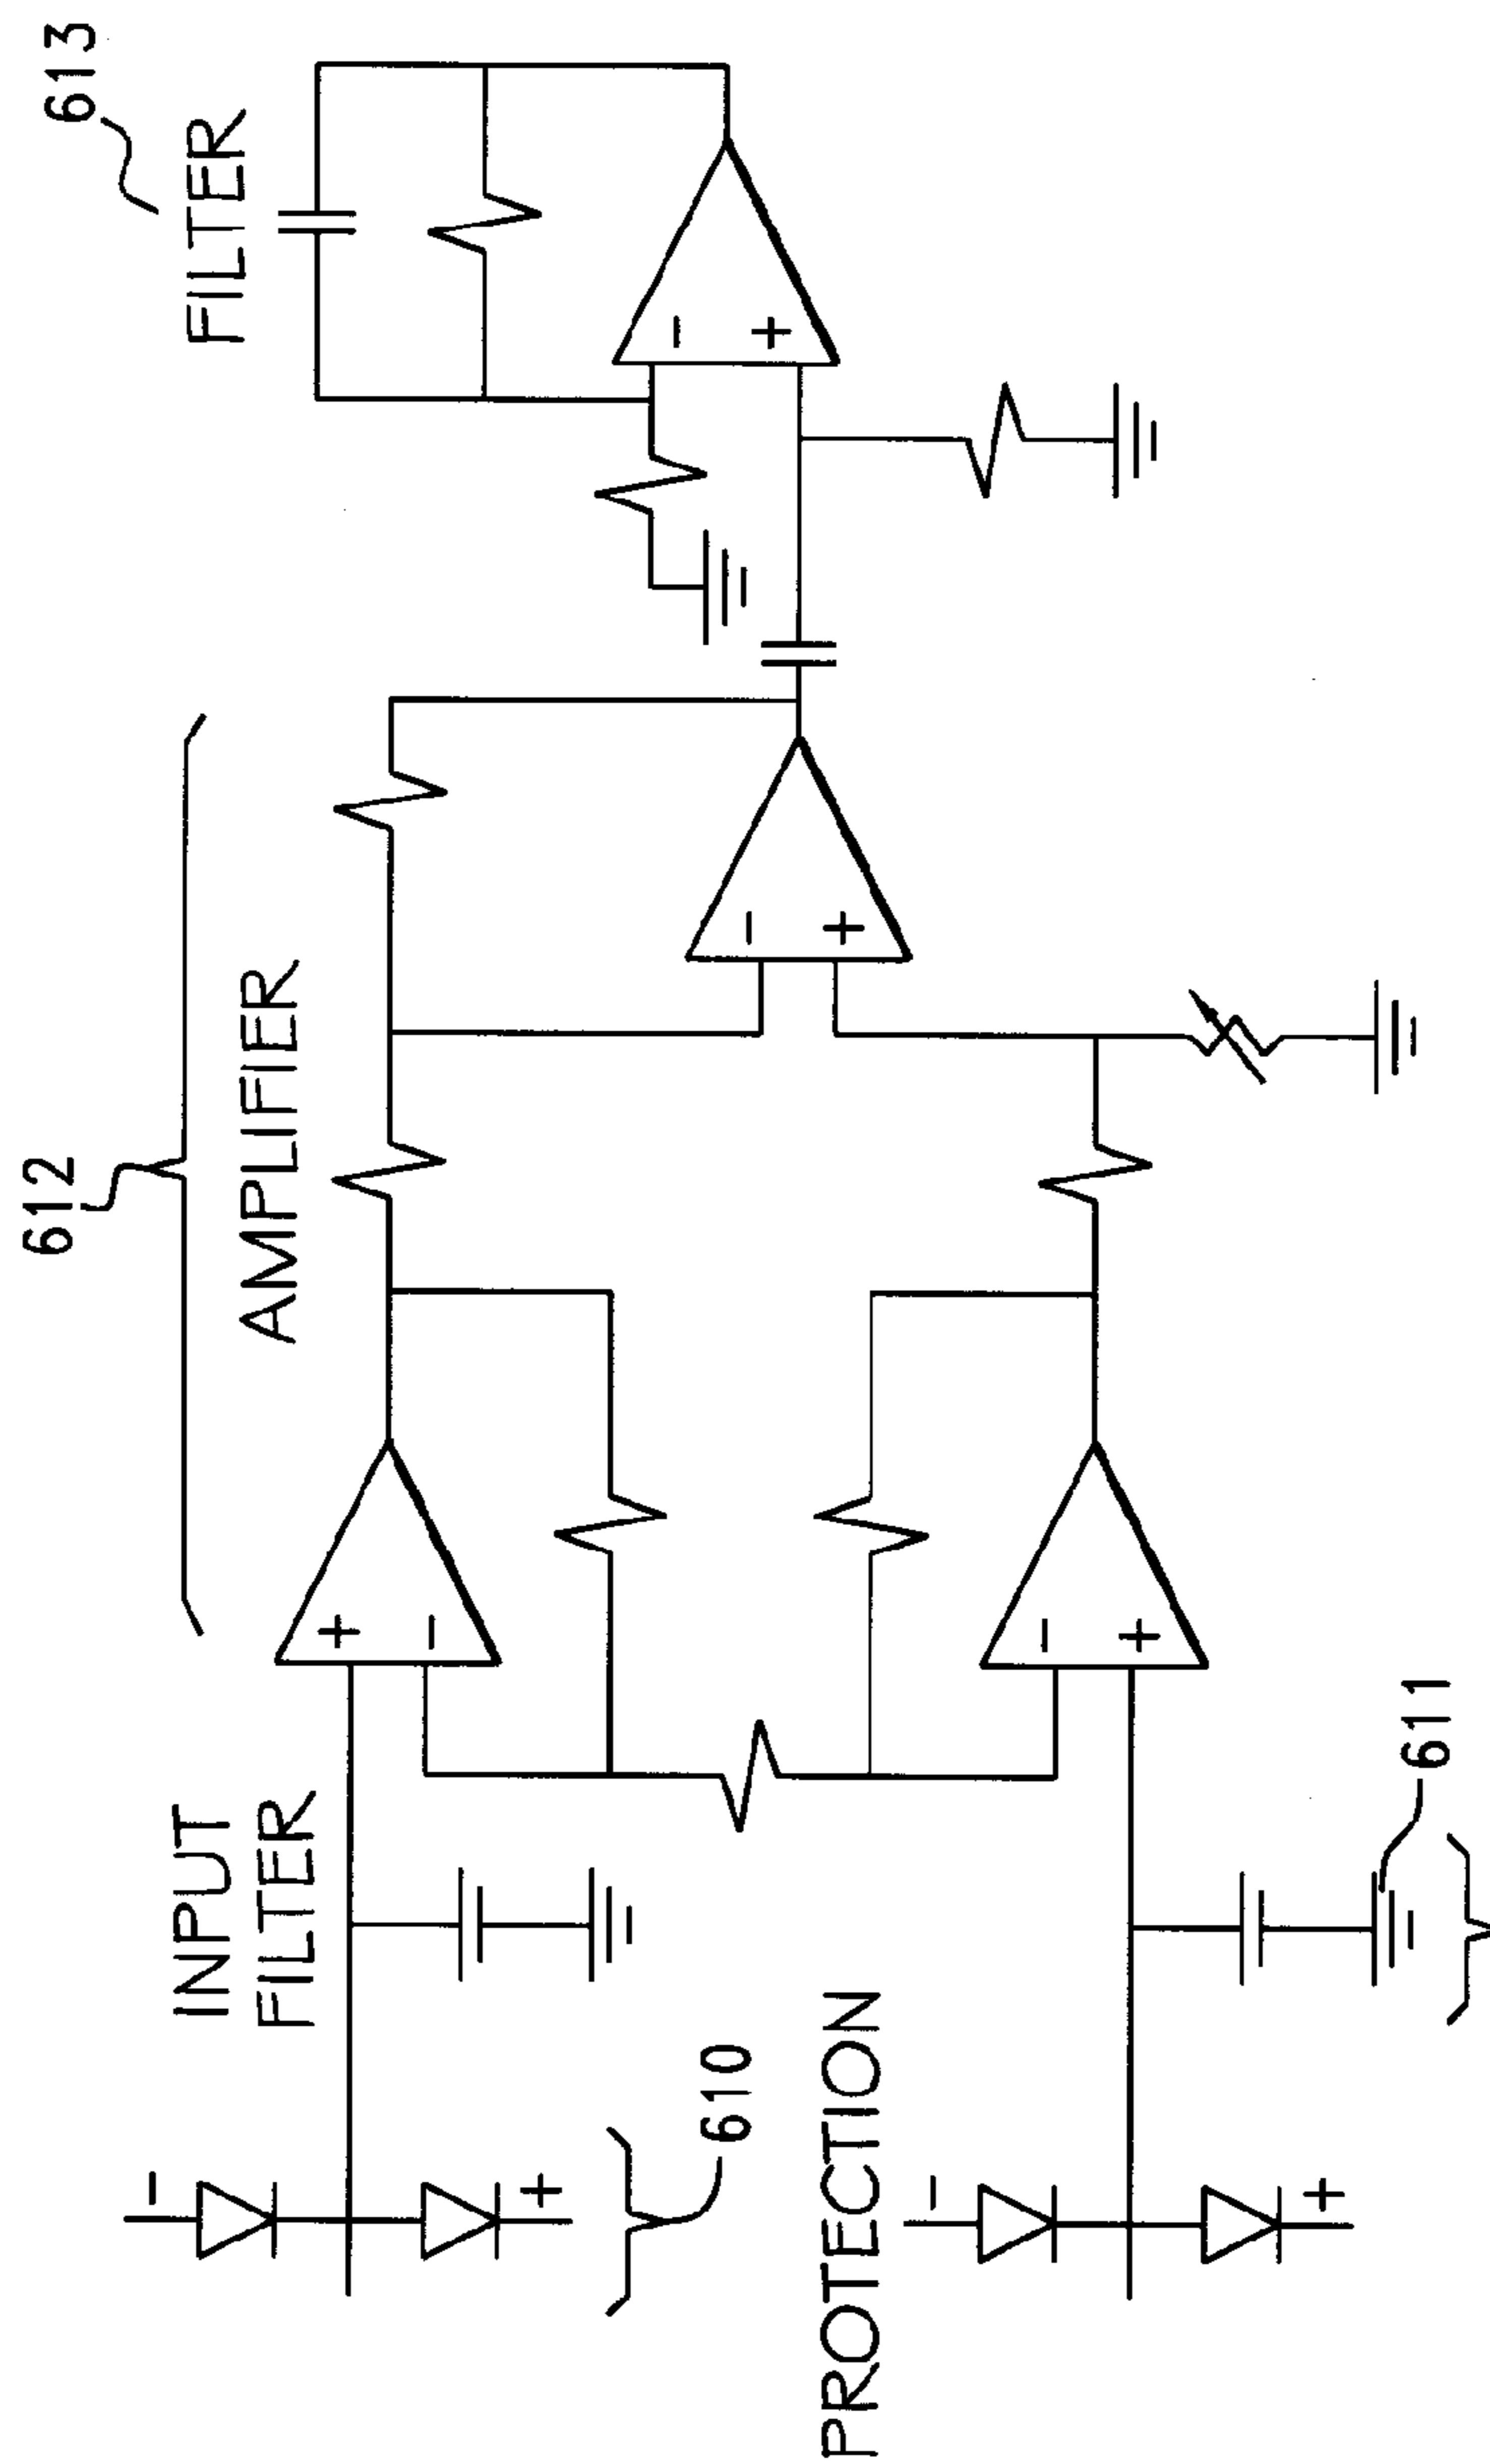 613
FILTER
612
AMPLIFIER
INPUT
FILTER
610
PROTECTION
611
- +
- +
+ -
- +
- +
- +